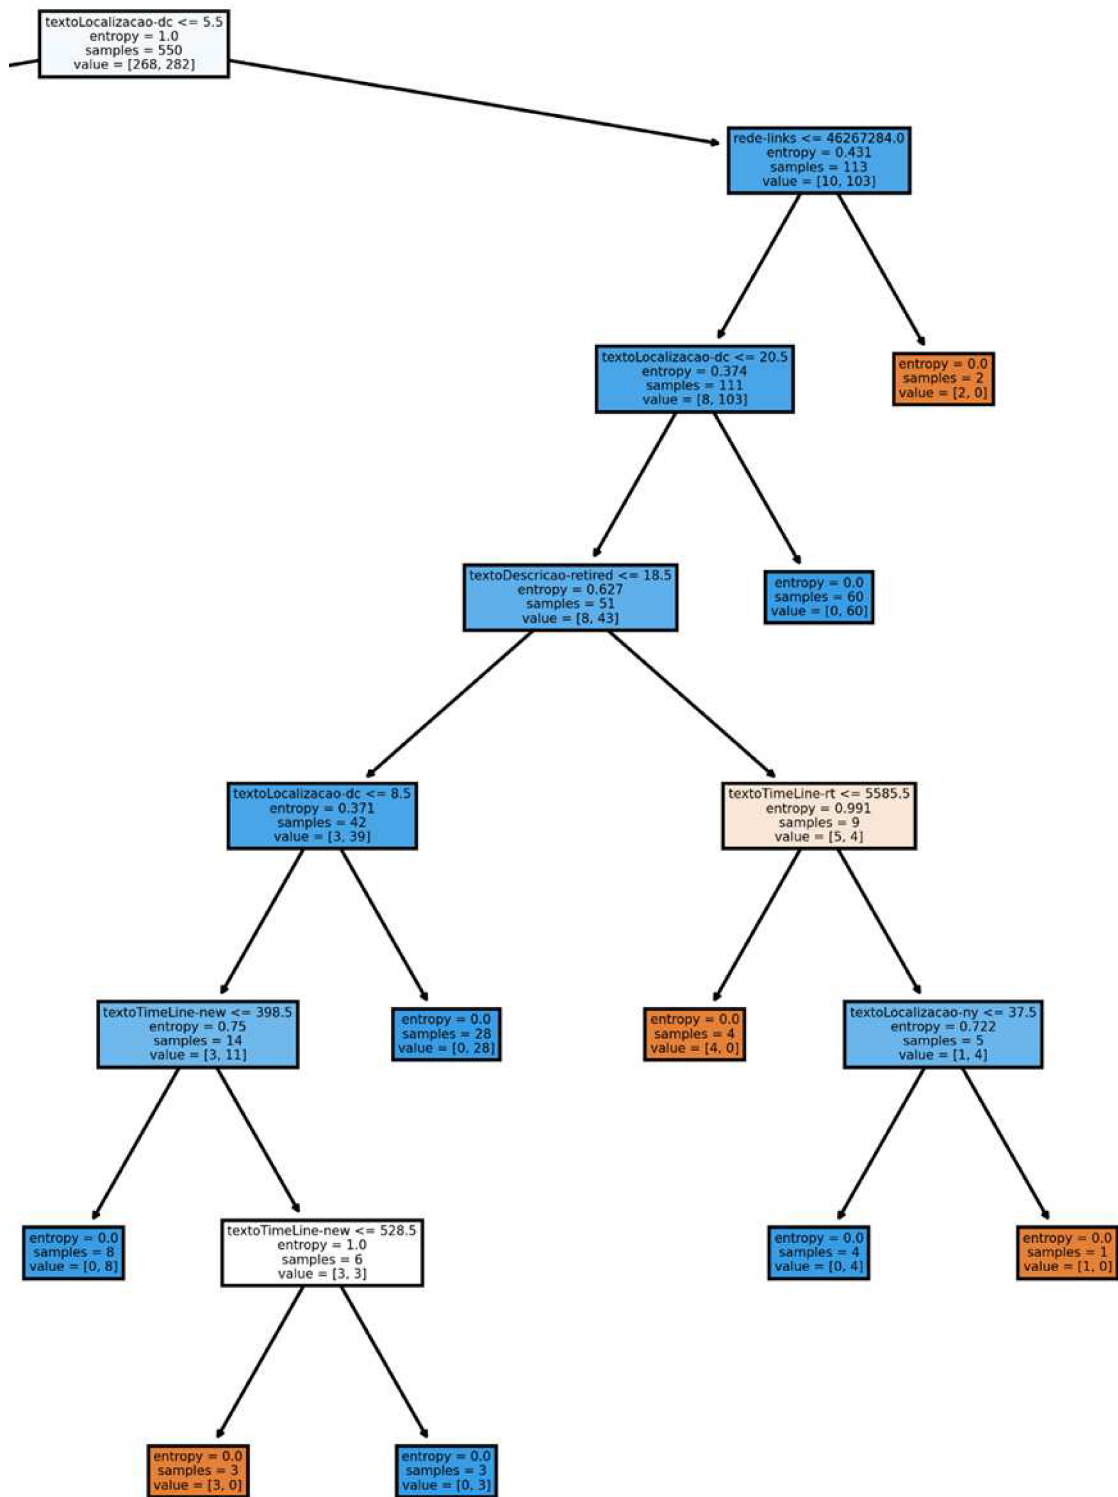 textoLocalizacao-dc <= 5.5
entropy = 1.0
samples = 550
value = [268, 282]
rede-links <= 46267284.0
entropy = 0.431
samples = 113
value = [10, 103]
textoLocalizacao-dc <= 20.5
entropy = 0.374
samples = 111
value = [8, 103]
entropy = 0.0
samples = 2
value = [2, 0]
textoDescricao-retired <= 18.5
entropy = 0.627
samples = 51
value = [8, 43]
entropy = 0.0
samples = 60
value = [0, 60]
textoLocalizacao-dc <= 8.5
entropy = 0.371
samples = 42
value = [3, 39]
textoTimeLine-rt <= 5585.5
entropy = 0.991
samples = 9
value = [5, 4]
textoTimeLine-new <= 398.5
entropy = 0.75
samples = 14
value = [3, 11]
entropy = 0.0
samples = 28
value = [0, 28]
entropy = 0.0
samples = 4
value = [4, 0]
textoLocalizacao-ny <= 37.5
entropy = 0.722
samples = 5
value = [1, 4]
entropy = 0.0
samples = 8
value = [0, 8]
textoTimeLine-new <= 528.5
entropy = 1.0
samples = 6
value = [3, 3]
entropy = 0.0
samples = 4
value = [0, 4]
entropy = 0.0
samples = 1
value = [1, 0]
entropy = 0.0
samples = 3
value = [3, 0]
entropy = 0.0
samples = 3
value = [0, 3]